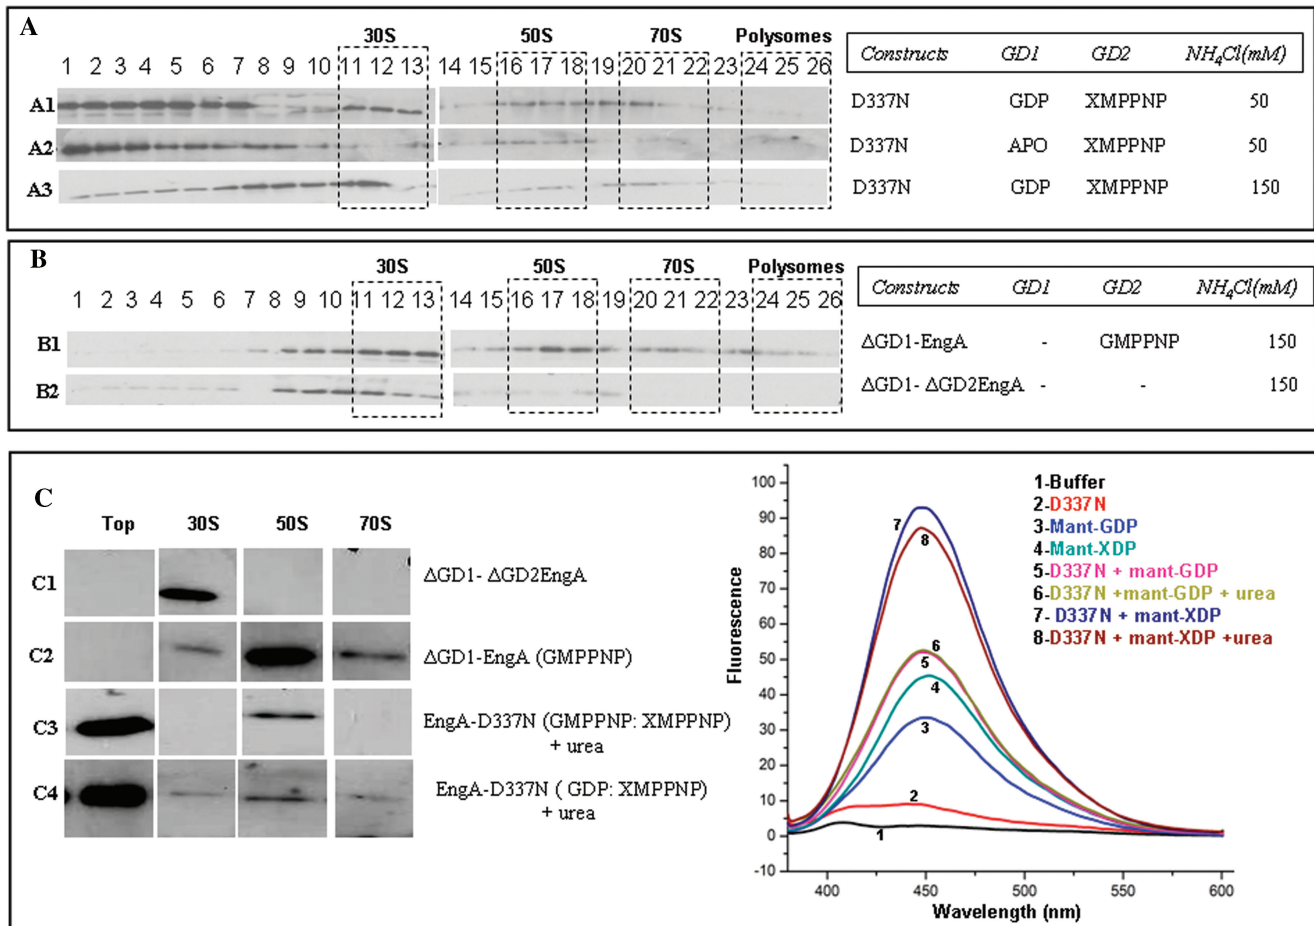 A
30S 50S 70S Polysomes
1 2 3 4 5 6 7 8 9 10 11 12 13 14 15 16 17 18 19 20 21 22 23 24 25 26
Constructs GD1 GD2 NH4Cl(mM)
A1 D337N GDP XMPPNP 50
A2 D337N APO XMPPNP 50
A3 D337N GDP XMPPNP 150
B
30S 50S 70S Polysomes
1 2 3 4 5 6 7 8 9 10 11 12 13 14 15 16 17 18 19 20 21 22 23 24 25 26
Constructs GD1 GD2 NH4Cl(mM)
B1 ΔGD1-EngA - GMPPNP 150
B2 ΔGD1- ΔGD2EngA - - 150
C
Top 30S 50S 70S
C1 ΔGD1- ΔGD2EngA
C2 ΔGD1-EngA (GMPPNP)
C3 EngA-D337N (GMPPNP: XMPPNP)
+ urea
C4 EngA-D337N ( GDP: XMPPNP)
+ urea
Fluorescence
100
90
80
70
60
50
40
30
20
10
0
-10
400 450 500 550 600
Wavelength (nm)
7
8
6
5
4
3
2
1
1-Buffer
2-D337N
3-Mant-GDP
4-Mant-XDP
5-D337N + mant-GDP
6-D337N +mant-GDP + urea
7- D337N + mant-XDP
8-D337N + mant-XDP +urea